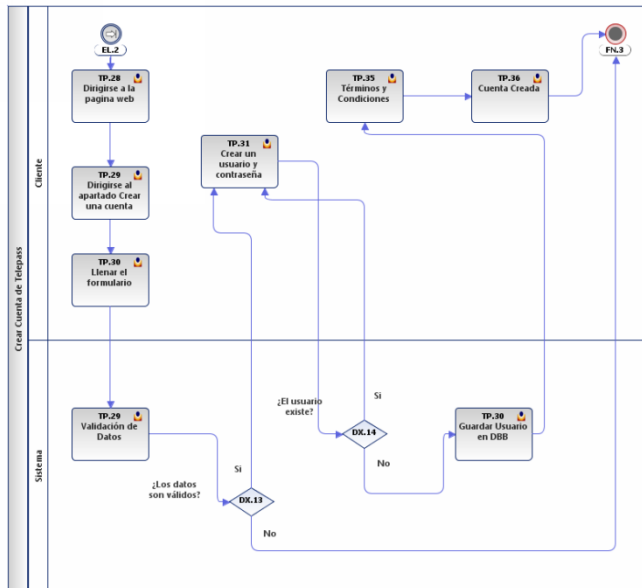 Crear Cuenta de Telepass
Cliente
EL.2
TP.28
Dirigirse a la
pagina web
TP.29
Dirigirse al
apartado Crear
una cuenta
TP.30
Llenar el
formulario
TP.31
Crear un
usuario y
contraseña
TP.35
Términos y
Condiciones
TP.36
Cuenta Creada
FN.3
Sistema
TP.29
Validación de
Datos
¿Los datos
son válidos?
Si
DX.13
No
¿El usuario
existe?
Si
DX.14
No
TP.30
Guardar Usuario
en DBB